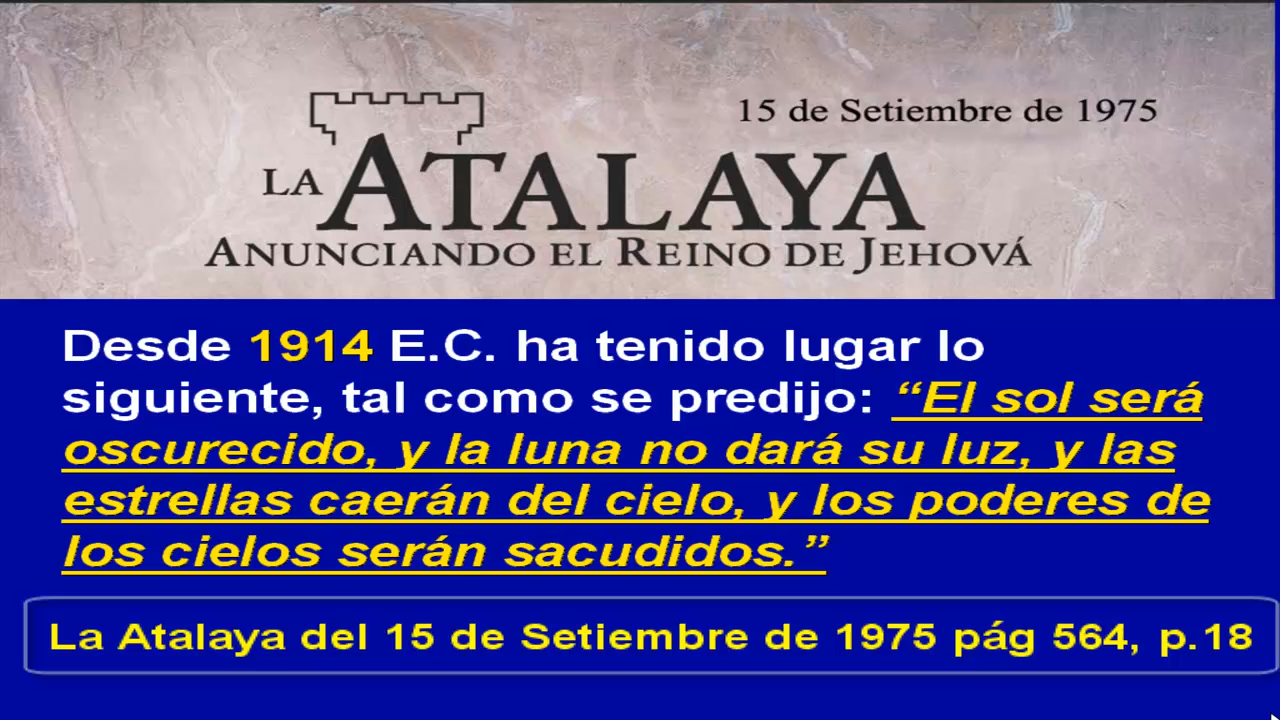 15 de Setiembre de 1975
LA ATALAYA
ANUNCIANDO EL REINO DE JEHOVÁ
Desde 1914 E.C. ha tenido lugar lo
siguiente, tal como se predijo: “El sol será
oscurecido, y la luna no dará su luz, y las
estrellas caerán del cielo, y los poderes de
los cielos serán sacudidos.”
La Atalaya del 15 de Setiembre de 1975 pág 564, p.18